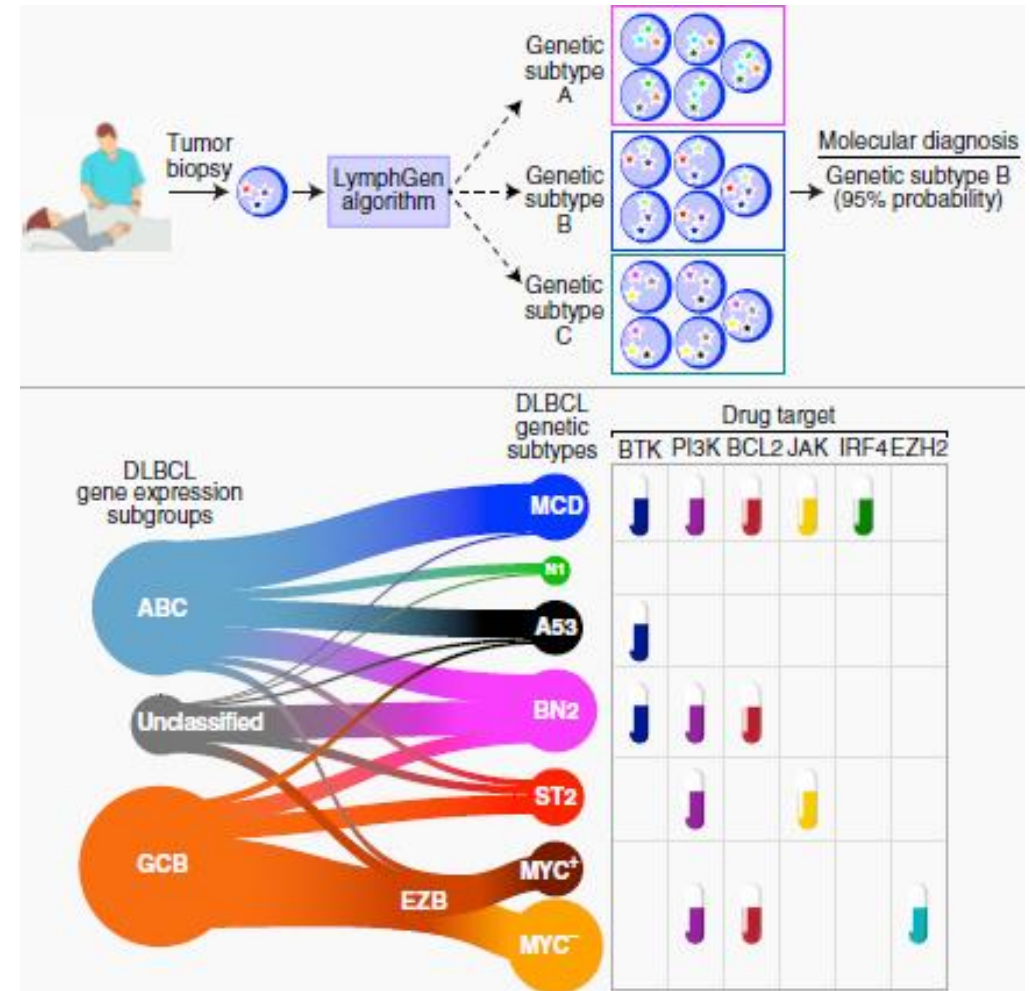 Tumor
biopsy
LymphGen
algorithm
Genetic
subtype
A
Genetic
subtype
B
Genetic
subtype
C
Molecular diagnosis
Genetic subtype B
(95% probability)
DLBCL
gene expression
subgroups
DLBCL
genetic
subtypes
Drug target
BTK PI3K BCL2 JAK IRF4 EZH2
ABC
Unclassified
GCB
EZB
MCD
N1
A53
BN2
ST2
MYC⁺
MYC⁻